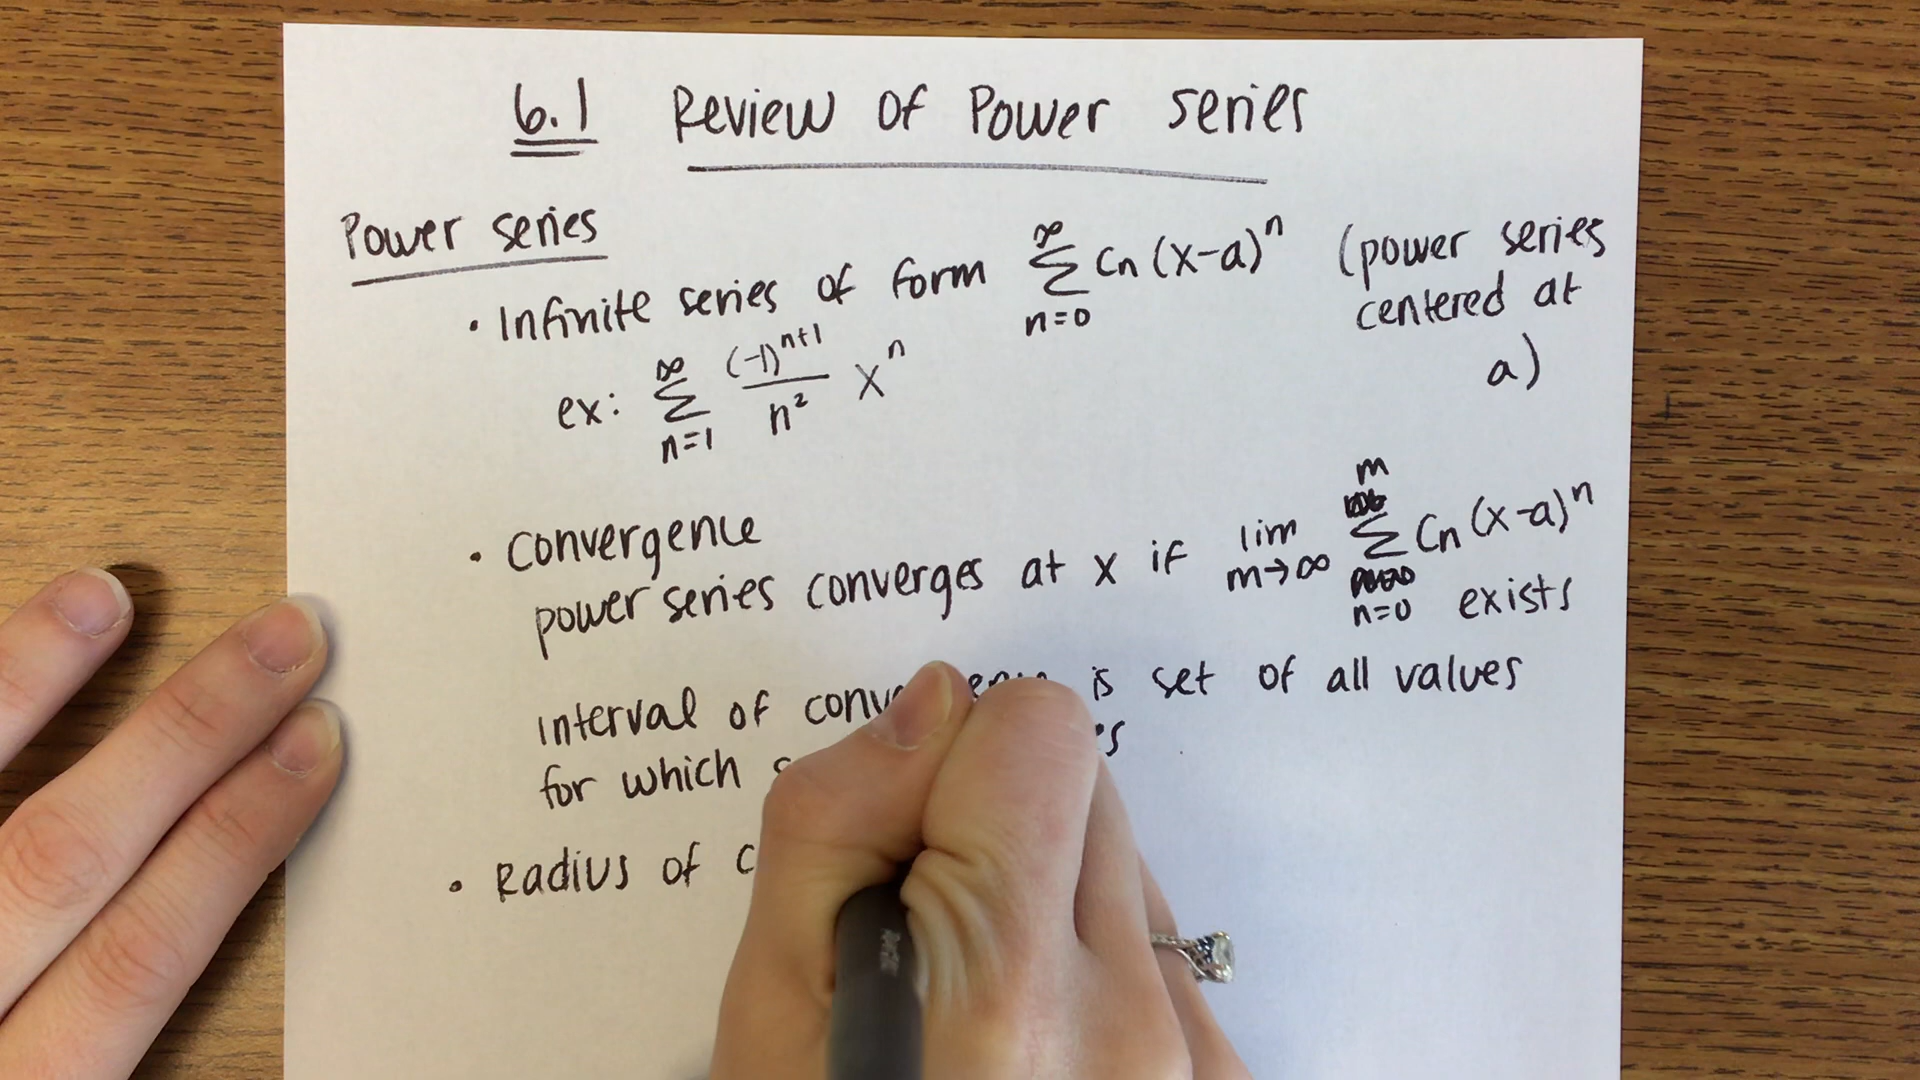 6.1 Review of Power series
Power series
• Infinite series of form ∑_{n=0}^{∞} Cn (x-a)^n (power series
centered at
a)
ex: ∑_{n=1}^{∞} (-1)^{n+1}/n² x^n
• Convergence
power series converges at x if lim_{m→∞} ∑_{n=0}^{m} Cn (x-a)^n
exists
interval of is set of all values
for which
• Radius of